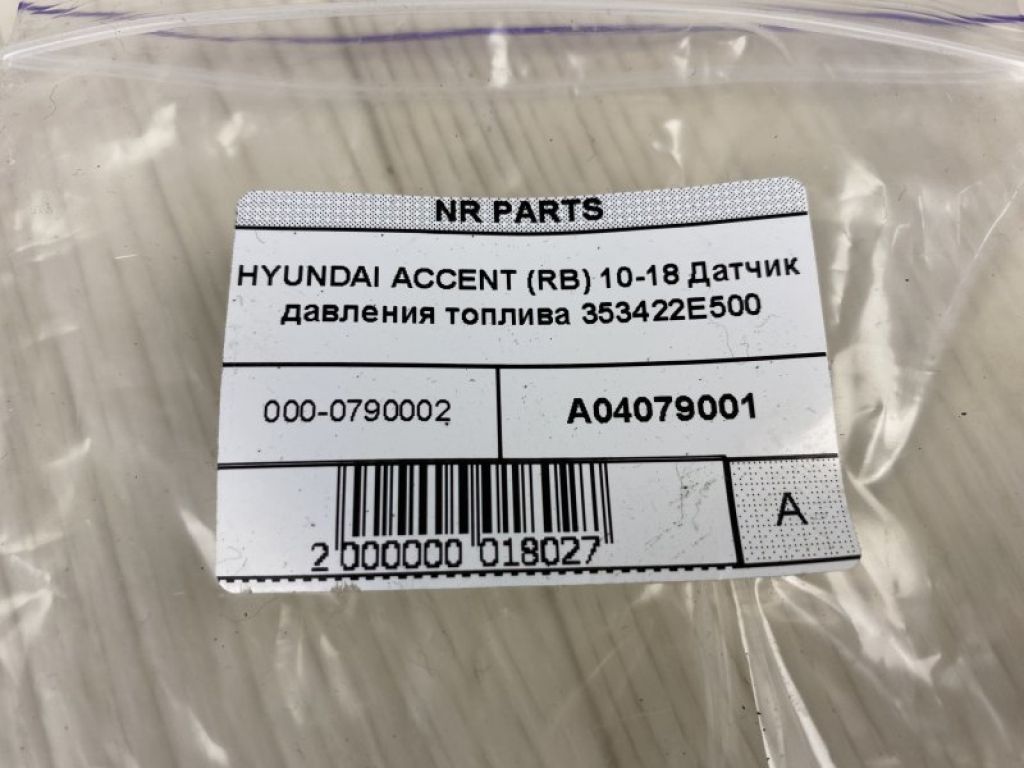 NR PARTS
HYUNDAI ACCENT (RB) 10-18 Датчик
давления топлива 353422E500
000-0790002
A04079001
A
2 000000 018027